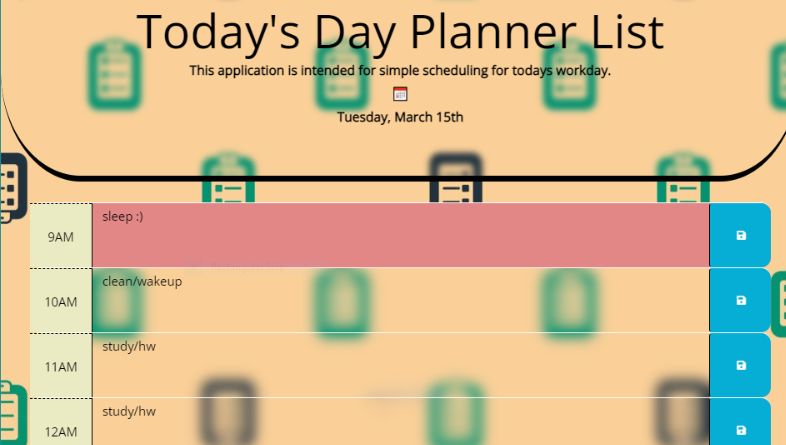 Today's Day Planner List
This application is intended for simple scheduling for todays workday.
Tuesday, March 15th
9AM
sleep :)
10AM
clean/wakeup
11AM
study/hw
12AM
study/hw